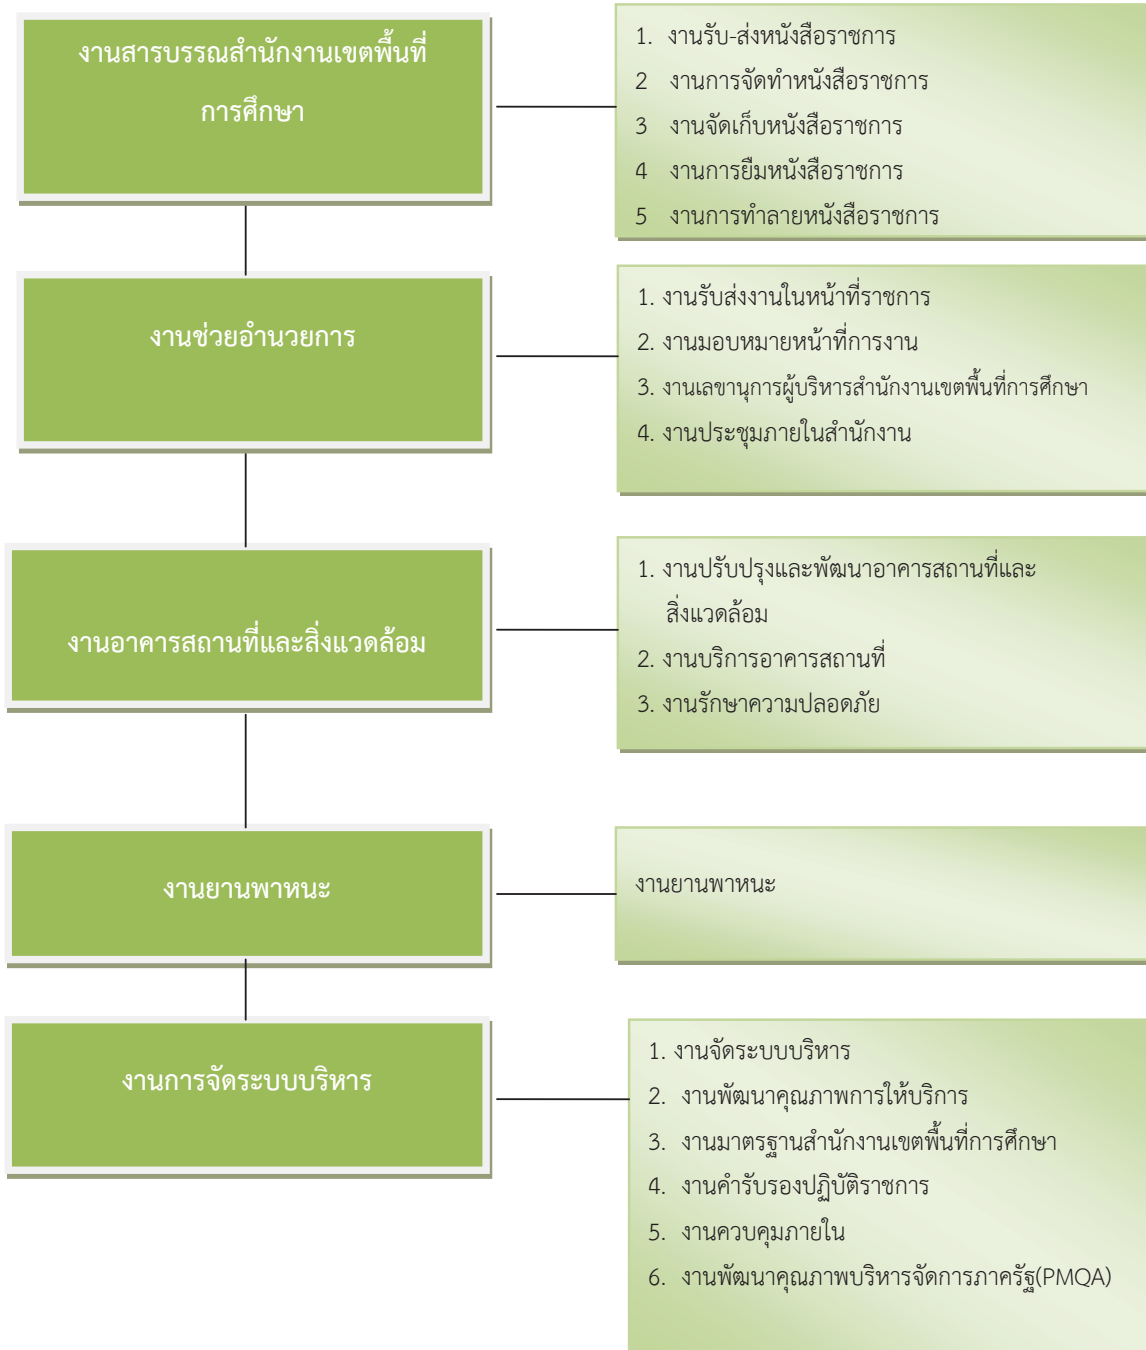 งานสารบรรณสำนักงานเขตพื้นที่
การศึกษา
1. งานรับ-ส่งหนังสือราชการ
2 งานการจัดทำหนังสือราชการ
3 งานจัดเก็บหนังสือราชการ
4 งานการยืมหนังสือราชการ
5 งานการทำลายหนังสือราชการ
งานช่วยอำนวยการ
1. งานรับส่งงานในหน้าที่ราชการ
2. งานมอบหมายหน้าที่การงาน
3. งานเลขานุการผู้บริหารสำนักงานเขตพื้นที่การศึกษา
4. งานประชุมภายในสำนักงาน
งานอาคารสถานที่และสิ่งแวดล้อม
1. งานปรับปรุงและพัฒนาอาคารสถานที่และ
สิ่งแวดล้อม
2. งานบริการอาคารสถานที่
3. งานรักษาความปลอดภัย
งานยานพาหนะ
งานยานพาหนะ
งานการจัดระบบบริหาร
1. งานจัดระบบบริหาร
2. งานพัฒนาคุณภาพการให้บริการ
3. งานมาตรฐานสำนักงานเขตพื้นที่การศึกษา
4. งานคำรับรองปฏิบัติราชการ
5. งานควบคุมภายใน
6. งานพัฒนาคุณภาพบริหารจัดการภาครัฐ(PMQA)